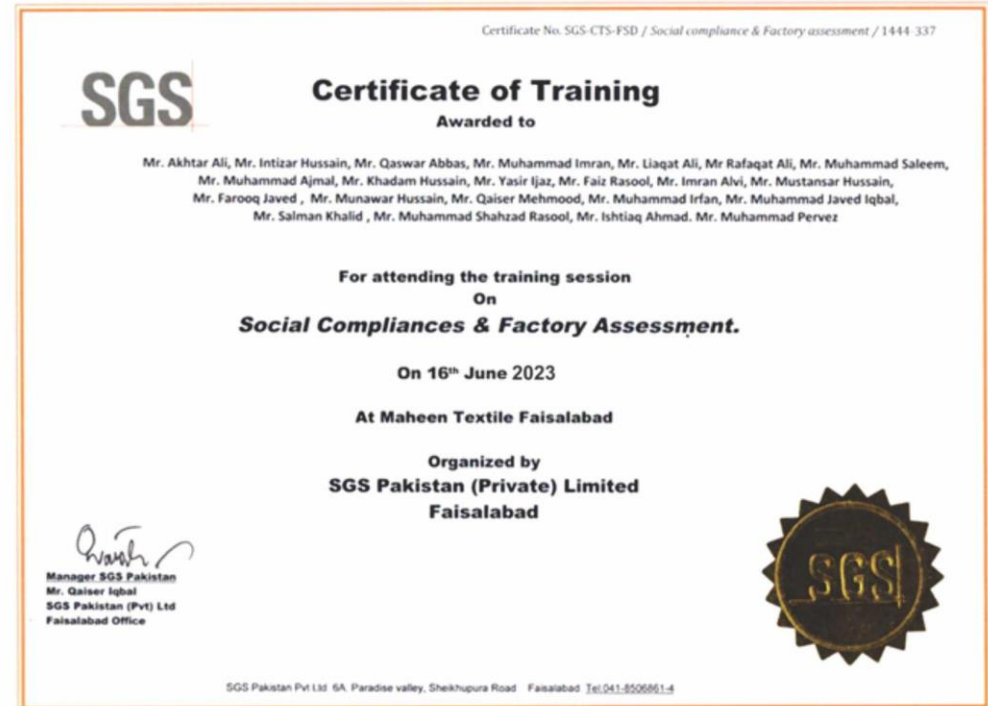 Certificate No. SGS-CTS-FSD / Social compliance & Factory assessment / 1444-337
SGS
Certificate of Training
Awarded to
Mr. Akhtar Ali, Mr. Intizar Hussain, Mr. Qaswar Abbas, Mr. Muhammad Imran, Mr. Liaqat Ali, Mr Rafaqat Ali, Mr. Muhammad Saleem,
Mr. Muhammad Ajmal, Mr. Khadam Hussain, Mr. Yasir Ijaz, Mr. Faiz Rasool, Mr. Imran Alvi, Mr. Mustansar Hussain,
Mr. Farooq Javed , Mr. Munawar Hussain, Mr. Qaiser Mehmood, Mr. Muhammad Irfan, Mr. Muhammad Javed Iqbal,
Mr. Salman Khalid , Mr. Muhammad Shahzad Rasool, Mr. Ishtiaq Ahmad. Mr. Muhammad Pervez
For attending the training session
On
Social Compliances & Factory Assessment.
On 16th June 2023
At Maheen Textile Faisalabad
Organized by
SGS Pakistan (Private) Limited
Faisalabad
Manager SGS Pakistan
Mr. Qaiser Iqbal
SGS Pakistan (Pvt) Ltd
Faisalabad Office
SGS
SGS Pakistan Pvt Ltd 6A. Paradise valley, Sheikhupura Road Faisalabad Tel:041-8506861-4